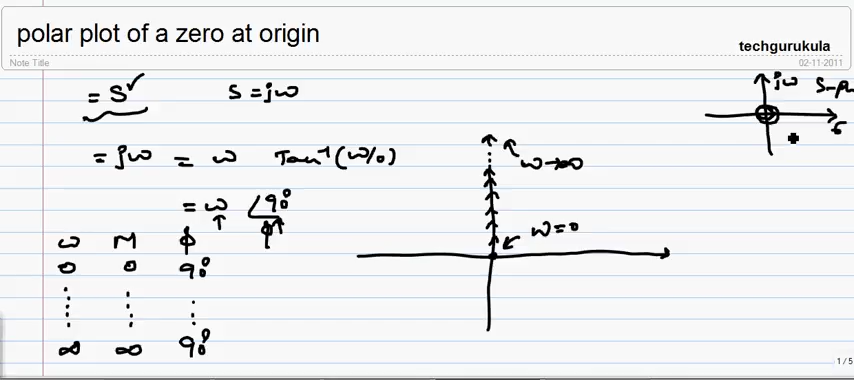 polar plot of a zero at origin
techgurukula
Note Title
02-11-2011
= S ✓
S = jω
jω
S-pl
σ
= jω = ω Tan⁻¹(ω/0)
ω→∞
= ω ∠90°
ϕ
ω=0
ω M ϕ
0 0 90°
∞ ∞ 90°
1/5